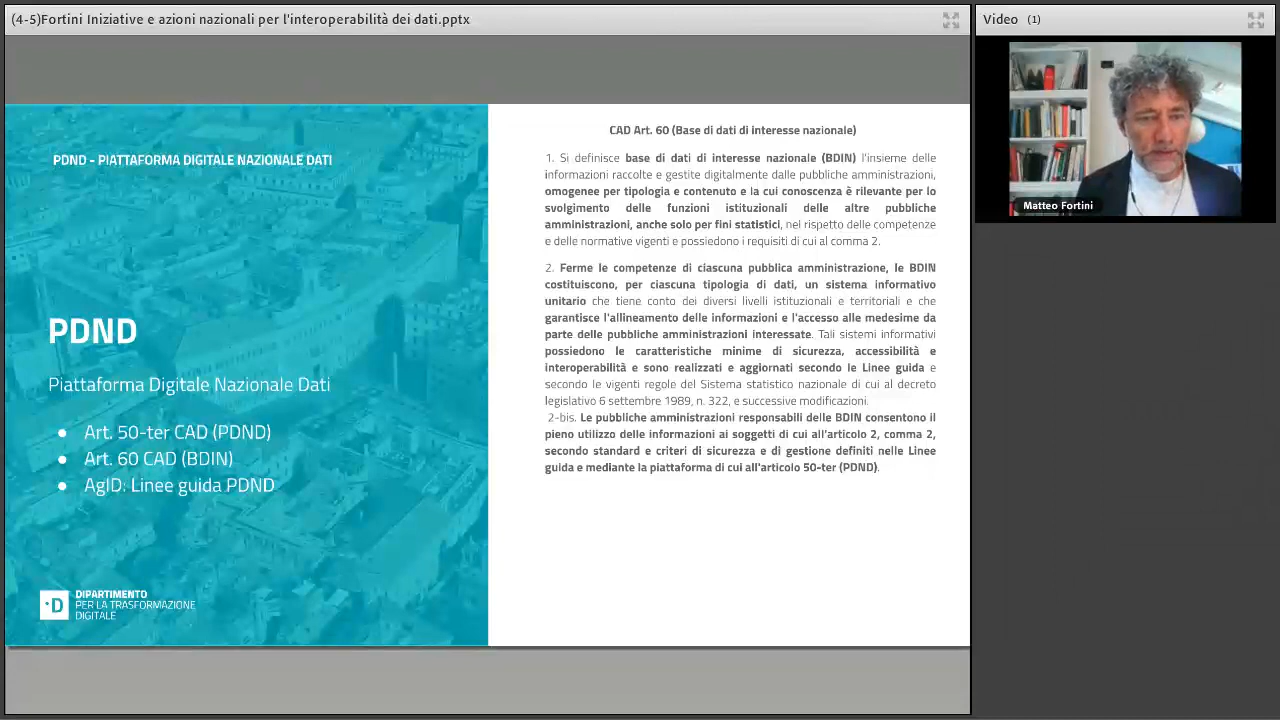 (4-5)Fortini Iniziative e azioni nazionali per l'interoperabilità dei dati.pptx
Video (1)
Matteo Fortini
PDND - PIATTAFORMA DIGITALE NAZIONALE DATI
PDND
Piattaforma Digitale Nazionale Dati
● Art. 50-ter CAD (PDND)
● Art. 60 CAD (BDIN)
● AgID: Linee guida PDND
·D
DIPARTIMENTO
PER LA TRASFORMAZIONE
DIGITALE
CAD Art. 60 (Base di dati di interesse nazionale)
1. Si definisce base di dati di interesse nazionale (BDIN) l'insieme delle
informazioni raccolte e gestite digitalmente dalle pubbliche amministrazioni,
omogenee per tipologia e contenuto e la cui conoscenza è rilevante per lo
svolgimento delle funzioni istituzionali delle altre pubbliche
amministrazioni, anche solo per fini statistici, nel rispetto delle competenze
e delle normative vigenti e possiedono i requisiti di cui al comma 2.
2. Ferme le competenze di ciascuna pubblica amministrazione, le BDIN
costituiscono, per ciascuna tipologia di dati, un sistema informativo
unitario che tiene conto dei diversi livelli istituzionali e territoriali e che
garantisce l'allineamento delle informazioni e l'accesso alle medesime da
parte delle pubbliche amministrazioni interessate. Tali sistemi informativi
possiedono le caratteristiche minime di sicurezza, accessibilità e
interoperabilità e sono realizzati e aggiornati secondo le Linee guida e
secondo le vigenti regole del Sistema statistico nazionale di cui al decreto
legislativo 6 settembre 1989, n. 322, e successive modificazioni.
2-bis. Le pubbliche amministrazioni responsabili delle BDIN consentono il
pieno utilizzo delle informazioni ai soggetti di cui all'articolo 2, comma 2,
secondo standard e criteri di sicurezza e di gestione definiti nelle Linee
guida e mediante la piattaforma di cui all'articolo 50-ter (PDND).